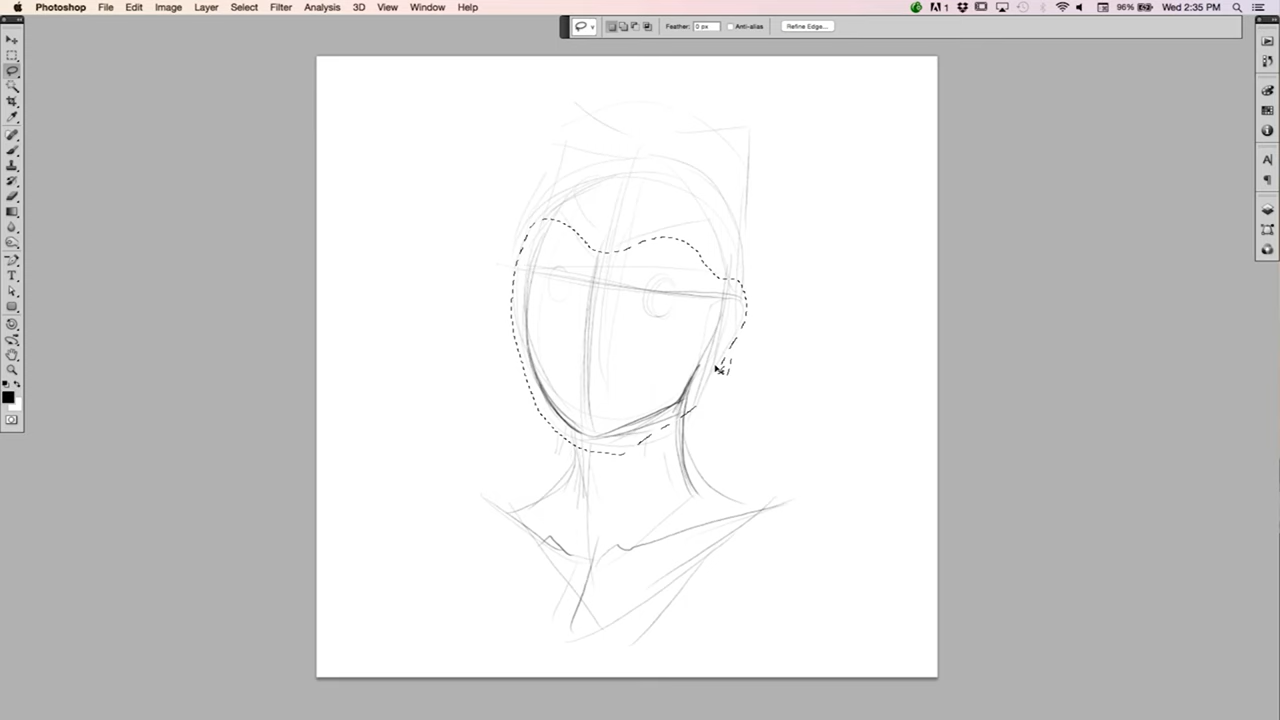 Photoshop File Edit Image Layer Select Filter Analysis 3D View Window Help 1 96% Wed 2:35 PM
Feather: 0 px Anti-alias Refine Edge...